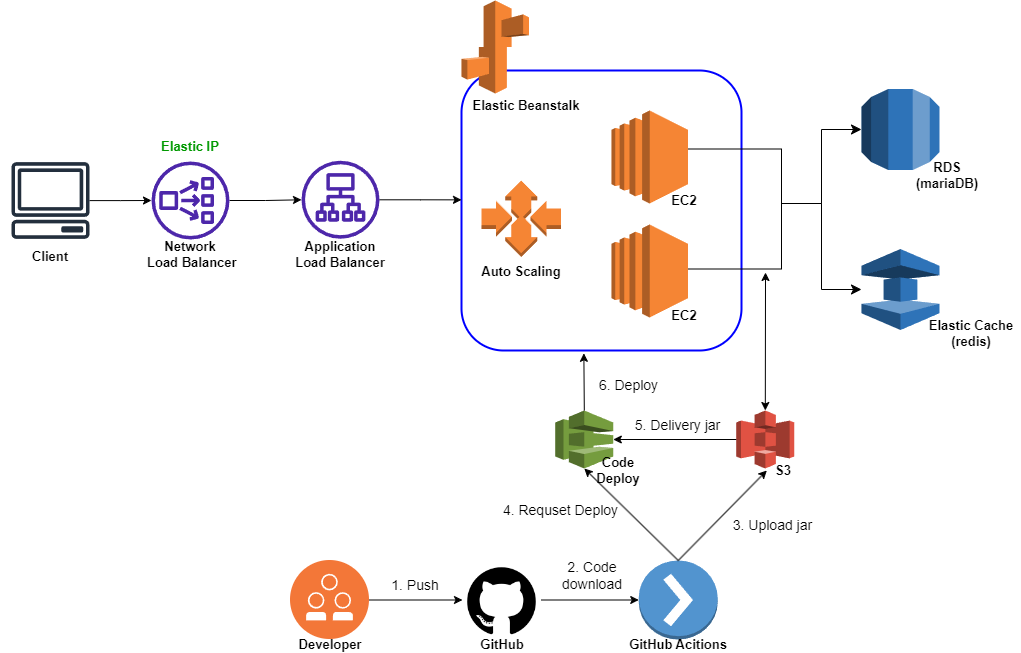 Elastic Beanstalk
Elastic IP
Client
Network
Load Balancer
Application
Load Balancer
Auto Scaling
EC2
EC2
RDS
(mariaDB)
Elastic Cache
(redis)
6. Deploy
5. Delivery jar
Code
Deploy
S3
4. Requset Deploy
3. Upload jar
1. Push
2. Code
download
Developer
GitHub
GitHub Acitions